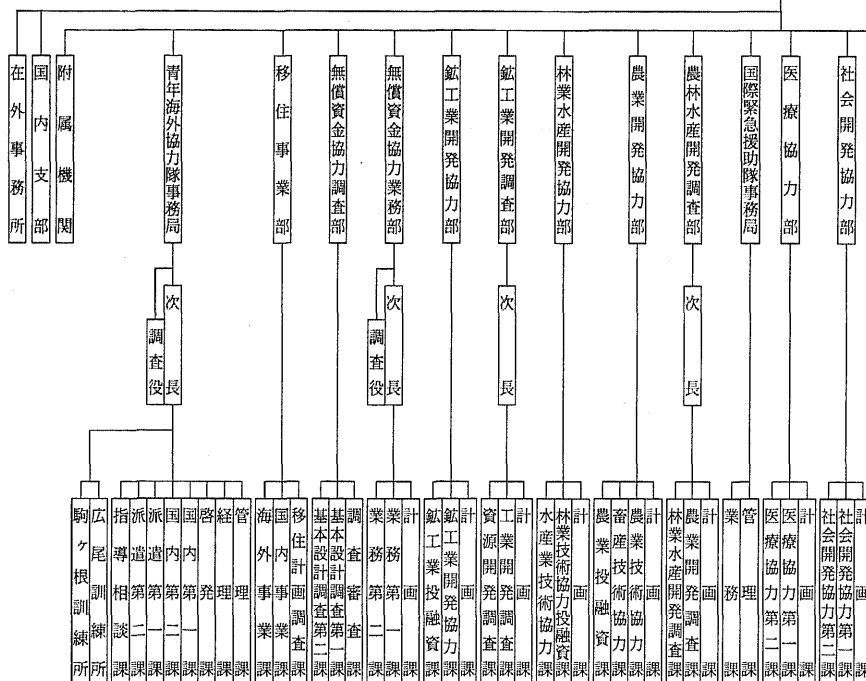 社会開発協力部
医療協力部
国際緊急援助隊事務局
農林水産開発調査部
農業開発協力部
林業水産開発協力部
鉱工業開発調査部
鉱工業開発協力部
無償資金協力業務部
無償資金協力調査部
移住事業部
青年海外協力隊事務局
附属機関
国内支部
在外事務所
次長
次長
次長
調査役
次長
調査役
計画課
社会開発協力第一課
社会開発協力第二課
計画課
医療協力第一課
医療協力第二課
管理課
業務課
計画課
農業開発調査課
林業水産開発調査課
計画課
農業技術協力課
畜産技術協力課
農業投融資課
計画課
林業技術協力投融資課
水産業技術協力課
計画課
工業開発調査課
資源開発調査課
計画課
鉱工業開発協力課
鉱工業投融資課
計画課
業務第一課
業務第二課
調査審査課
基本設計調査第一課
基本設計調査第二課
移住計画調査課
国内事業課
海外事業課
管理課
経理課
啓発課
国内第一課
国内第二課
派遣第一課
派遣第二課
指導相談課
広尾訓練所
駒ヶ根訓練所